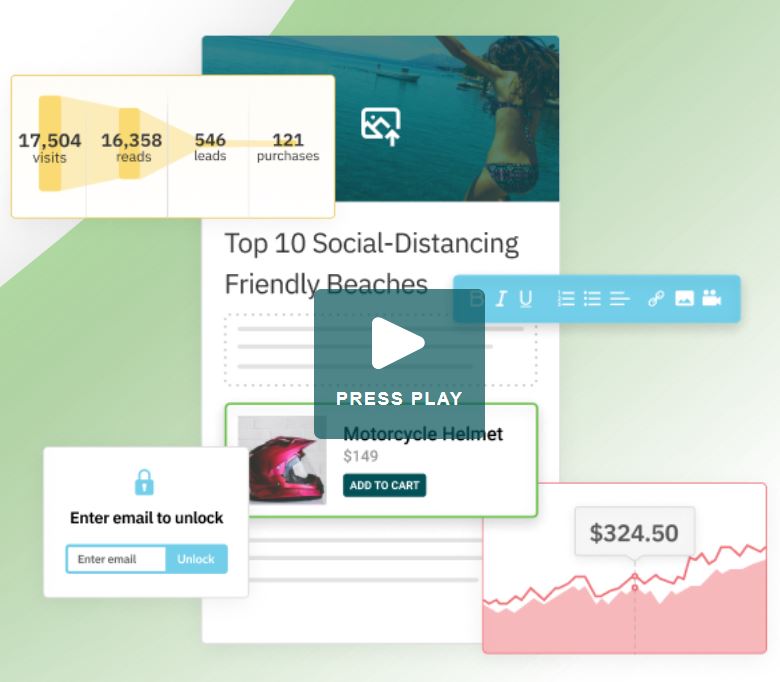 17,504
visits
16,358
reads
546
leads
121
purchases
Top 10 Social-Distancing
Friendly Beaches
B I U
PRESS PLAY
Motorcycle Helmet
$149
ADD TO CART
Enter email to unlock
Enter email
Unlock
$324.50